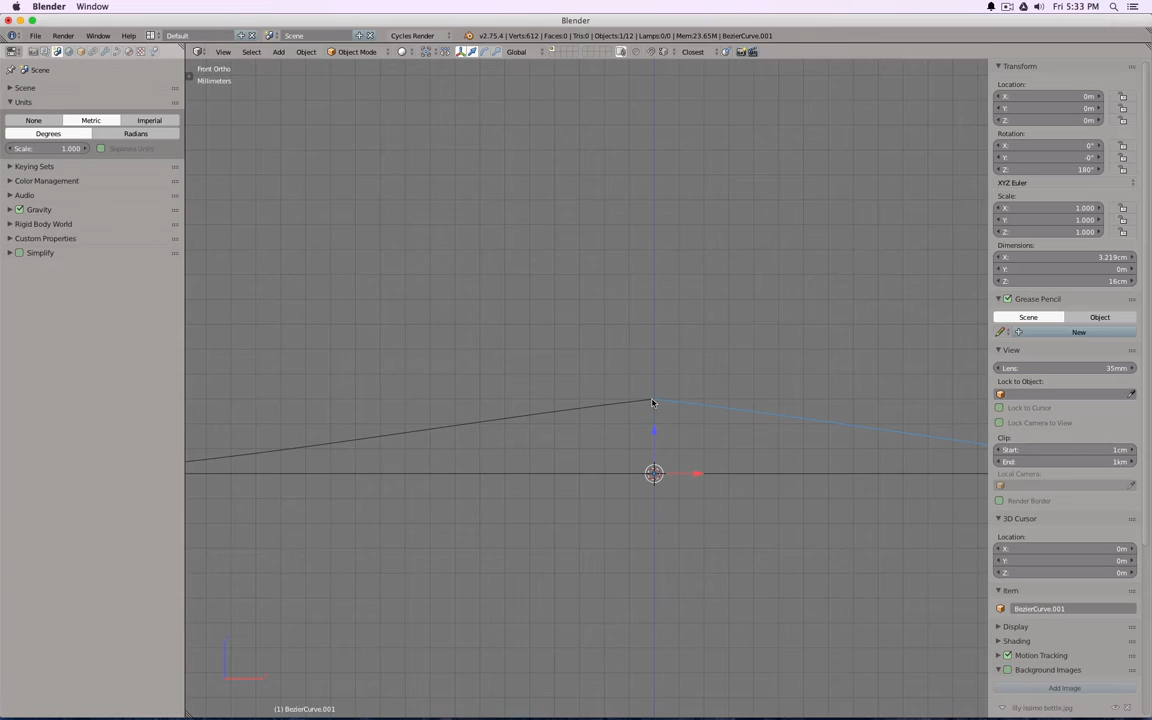 Blender Window Fri 5:33 PM
Blender
File Render Window Help Default Scene Cycles Render v2.75.4 | Verts:612 | Faces:0 | Tris:0 | Objects:1/12 | Lamps:0/0 | Mem:23.65M | BezierCurve.001
View Select Add Object Object Mode Global Closest
Scene
Scene
Units
None Metric Imperial
Degrees Radians
Scale: 1.000 Separate Units
Keying Sets
Color Management
Audio
Gravity
Rigid Body World
Custom Properties
Simplify
Front Ortho
Millimeters
(1) BezierCurve.001
Transform
Location:
X: 0m
Y: 0m
Z: 0m
Rotation:
X: 0°
Y: -0°
Z: 180°
XYZ Euler
Scale:
X: 1.000
Y: 1.000
Z: 1.000
Dimensions:
X: 3.219cm
Y: 0m
Z: 16cm
Grease Pencil
Scene Object
New
View
Lens: 35mm
Lock to Object:
Lock to Cursor
Lock Camera to View
Clip:
Start: 1cm
End: 1km
Local Camera:
Render Border
3D Cursor
Location:
X: 0m
Y: 0m
Z: 0m
Item
BezierCurve.001
Display
Shading
Motion Tracking
Background Images
Add Image
illy issimo bottle.jpg